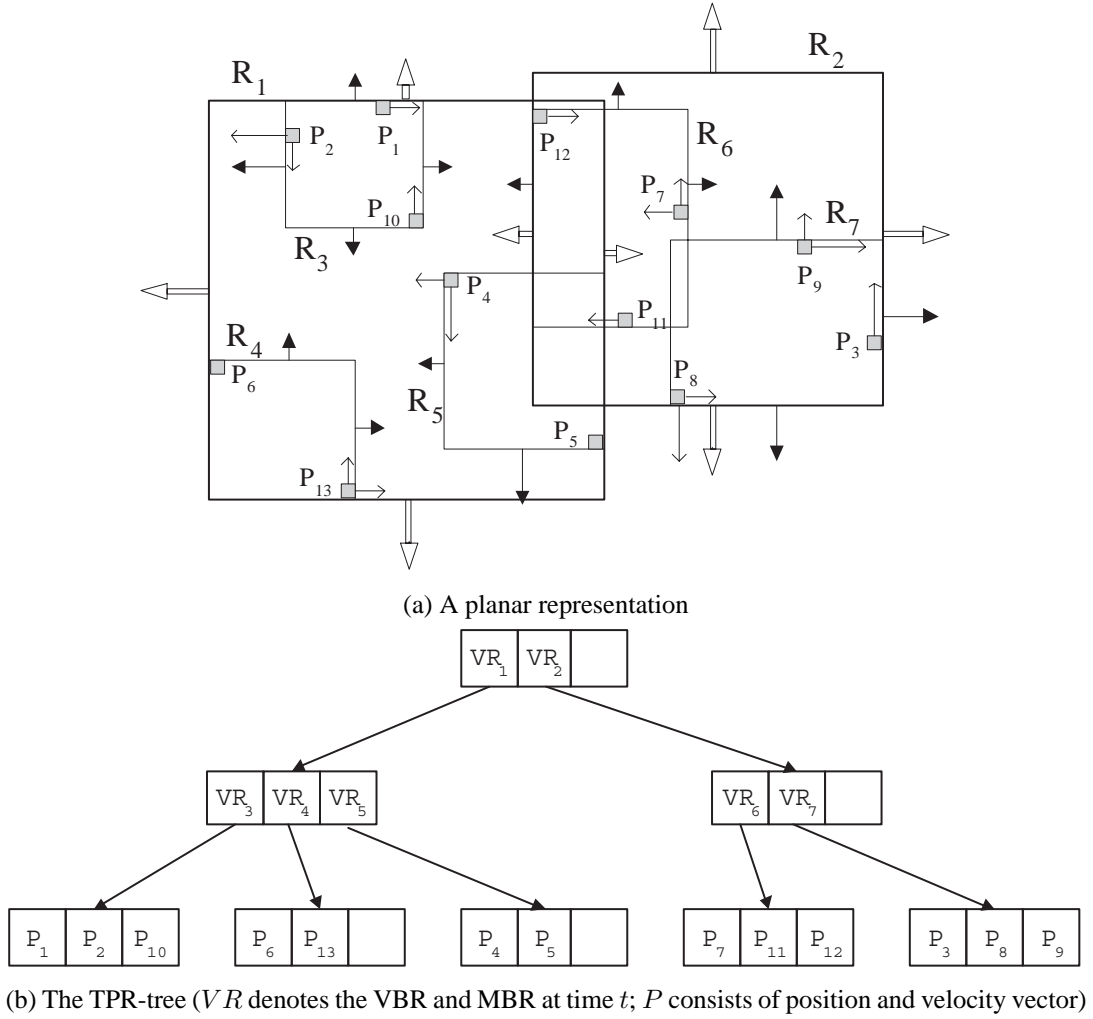 R2
R1
P1
P2
P12
R6
P7
P10
R7
R3
P9
P4
P11
P3
R4
P6
P8
R5
P5
P13
(a) A planar representation
VR1 VR2
VR3 VR4 VR5 VR6 VR7
P1 P2 P10 P6 P13 P4 P5 P7 P11 P12 P3 P8 P9
(b) The TPR-tree (VR denotes the VBR and MBR at time t; P consists of position and velocity vector)